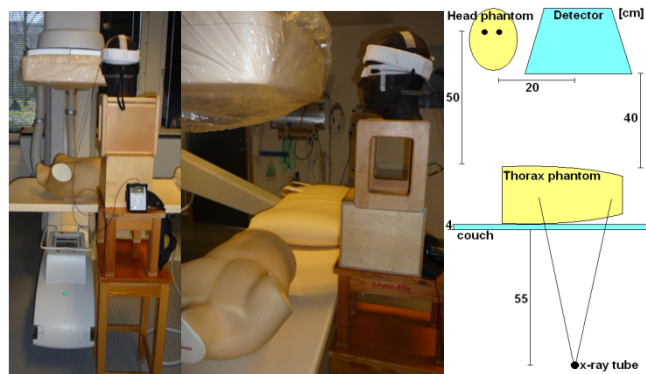 Head phantom
Detector
[cm]
50
20
40
Thorax phantom
4
couch
55
x-ray tube